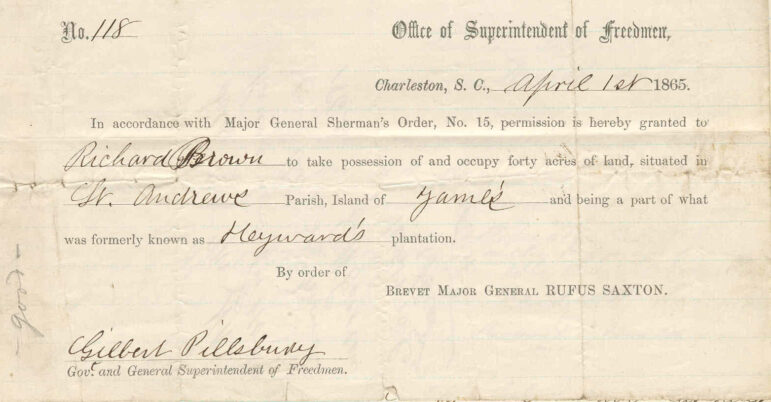 No. 118
Office of Superintendent of Freedmen,
Charleston, S. C., April 1st 1865.
In accordance with Major General Sherman's Order, No. 15, permission is hereby granted to
Richard Brown to take possession of and occupy forty acres of land, situated in
St. Andrews Parish, Island of James and being a part of what
was formerly known as Heyward's plantation.
By order of
Brevet Major General RUFUS SAXTON.
Gilbert Pillsbury
Gov't and General Superintendent of Freedmen.
- good -